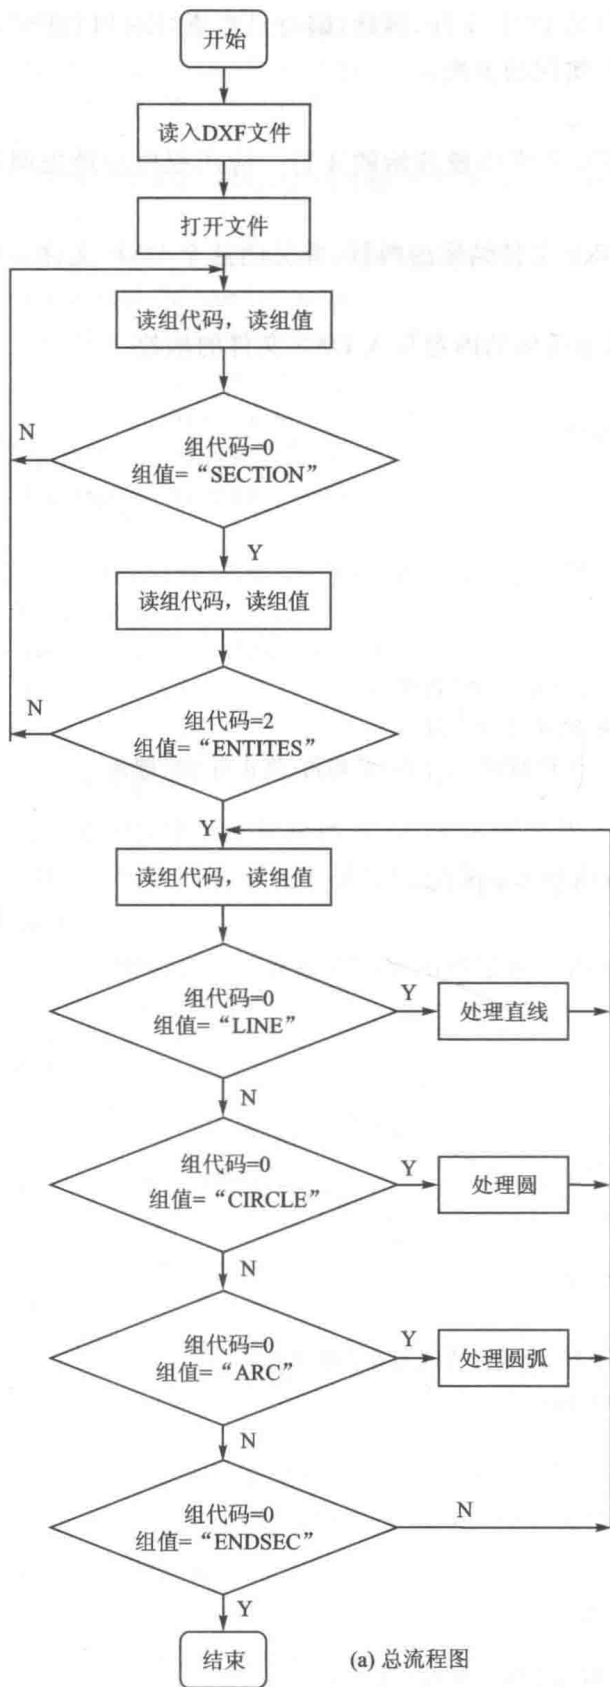 开始
读入DXF文件
打开文件
读组代码，读组值
组代码=0
组值=“SECTION”
N
Y
读组代码，读组值
组代码=2
组值=“ENTITES”
N
Y
读组代码，读组值
组代码=0
组值=“LINE”
Y
处理直线
N
组代码=0
组值=“CIRCLE”
Y
处理圆
N
组代码=0
组值=“ARC”
Y
处理圆弧
N
组代码=0
组值=“ENDSEC”
N
Y
结束
(a) 总流程图